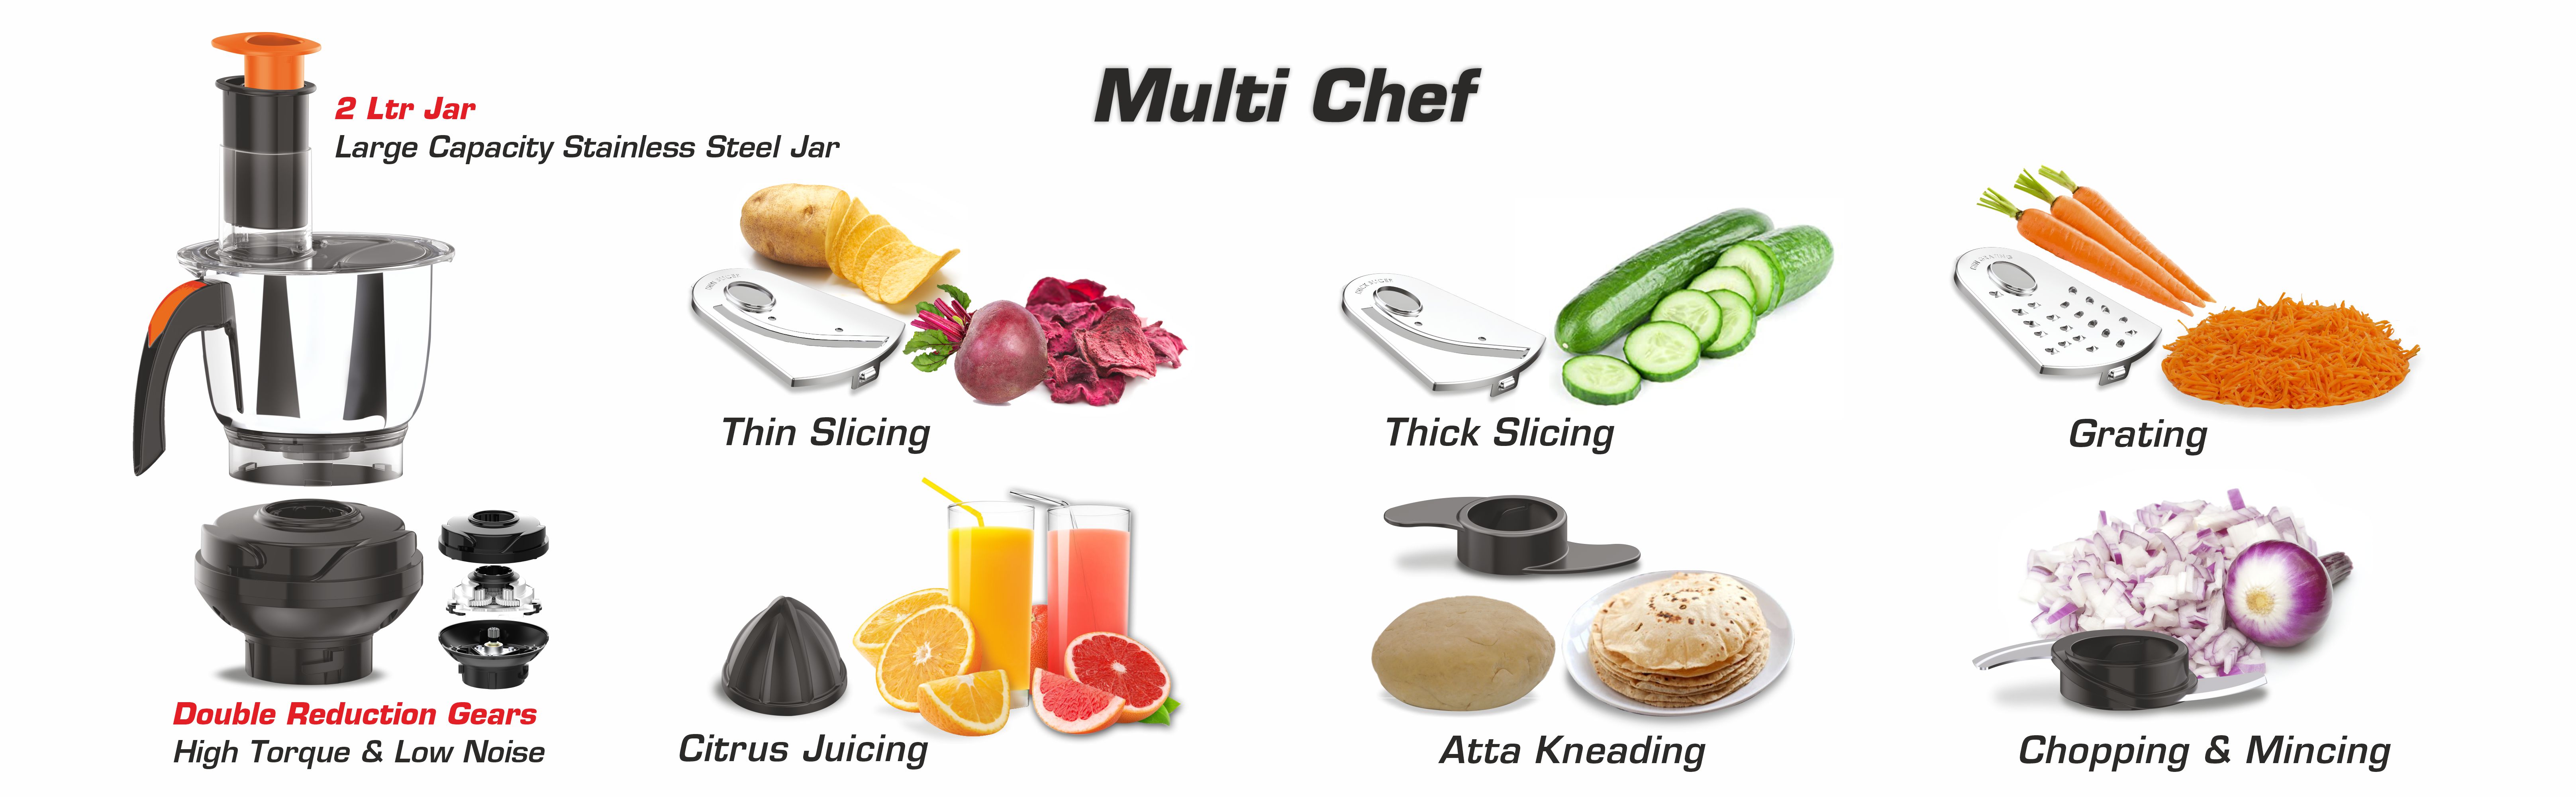 Multi Chef
2 Ltr Jar
Large Capacity Stainless Steel Jar
Thin Slicing
Thick Slicing
Grating
Double Reduction Gears
High Torque & Low Noise
Citrus Juicing
Atta Kneading
Chopping & Mincing